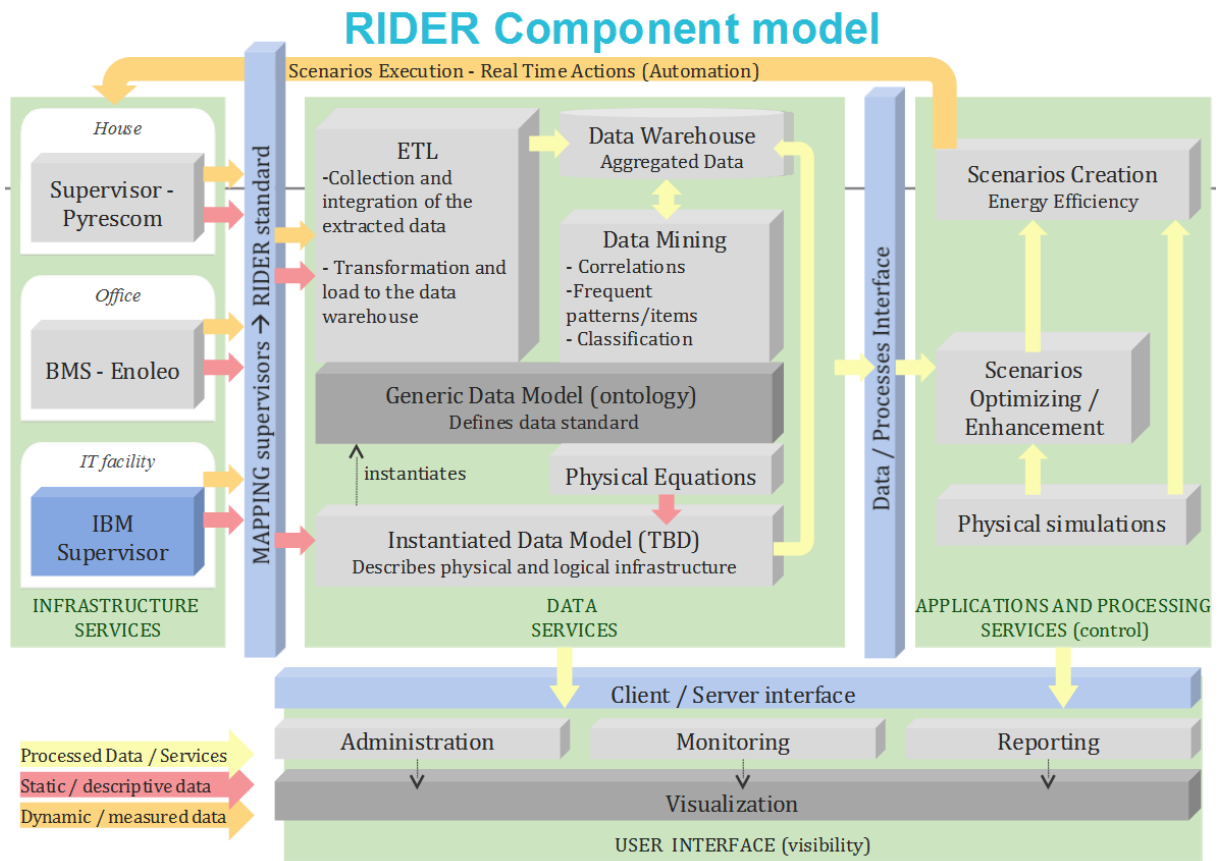 RIDER Component model
Scenarios Execution - Real Time Actions (Automation)
House
Supervisor -
Pyrescom
Office
BMS - Enoleo
IT facility
IBM
Supervisor
INFRASTRUCTURE
SERVICES
MAPPING supervisors → RIDER standard
ETL
-Collection and
integration of the
extracted data
- Transformation and
load to the data
warehouse
Data Warehouse
Aggregated Data
Data Mining
- Correlations
-Frequent
patterns/items
- Classification
Generic Data Model (ontology)
Defines data standard
instantiates
Physical Equations
Instantiated Data Model (TBD)
Describes physical and logical infrastructure
DATA
SERVICES
Data / Processes Interface
Scenarios Creation
Energy Efficiency
Scenarios
Optimizing /
Enhancement
Physical simulations
APPLICATIONS AND PROCESSING
SERVICES (control)
Client / Server interface
Administration
Monitoring
Reporting
Visualization
USER INTERFACE (visibility)
Processed Data / Services
Static / descriptive data
Dynamic / measured data